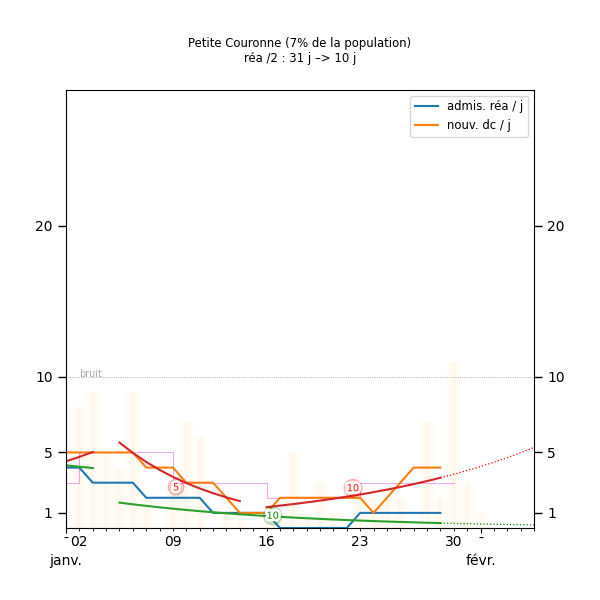 Petite Couronne (7% de la population)
réa /2 : 31 j –> 10 j
admis. réa / j
nouv. dc / j
20 20
bruit
10 10
5 5
5 10
10
1 1
02 09 16 23 30 -
janv. févr.